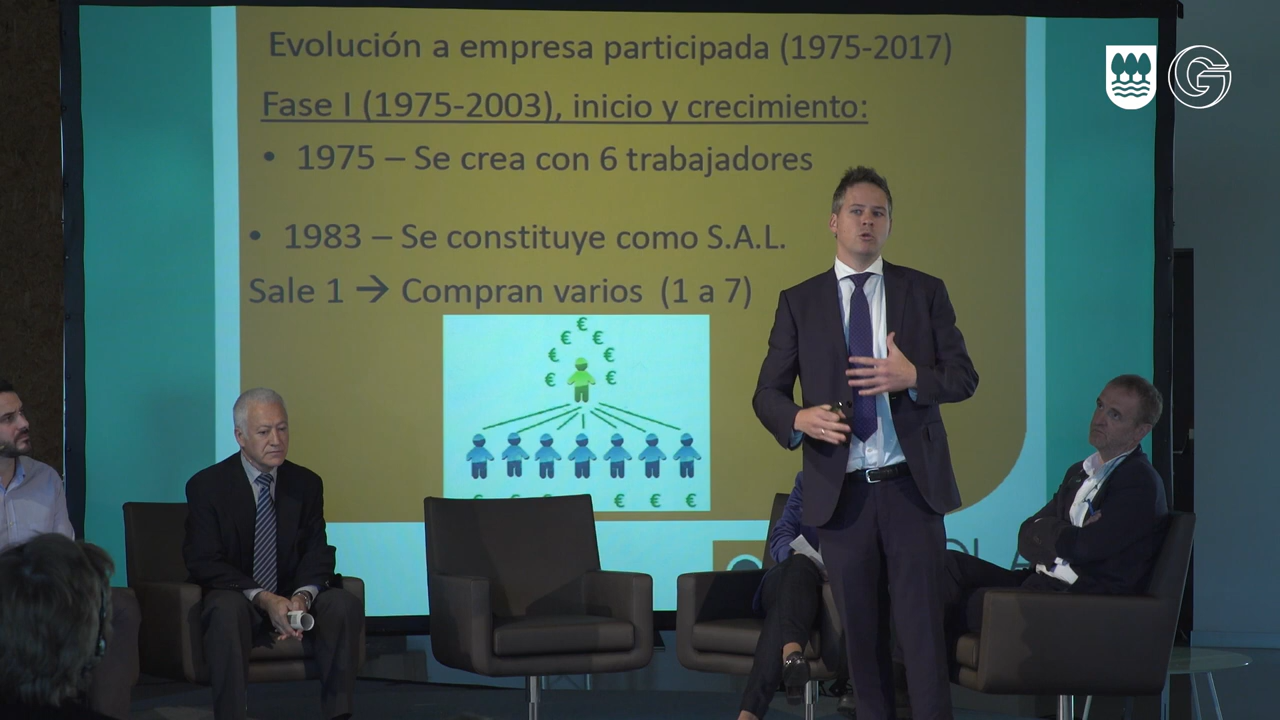 Evolución a empresa participada (1975-2017)
Fase I (1975-2003), inicio y crecimiento:
• 1975 – Se crea con 6 trabajadores
• 1983 – Se constituye como S.A.L.
Sale 1 → Compran varios (1 a 7)
€ € € € € € €
€ € € € € €
G